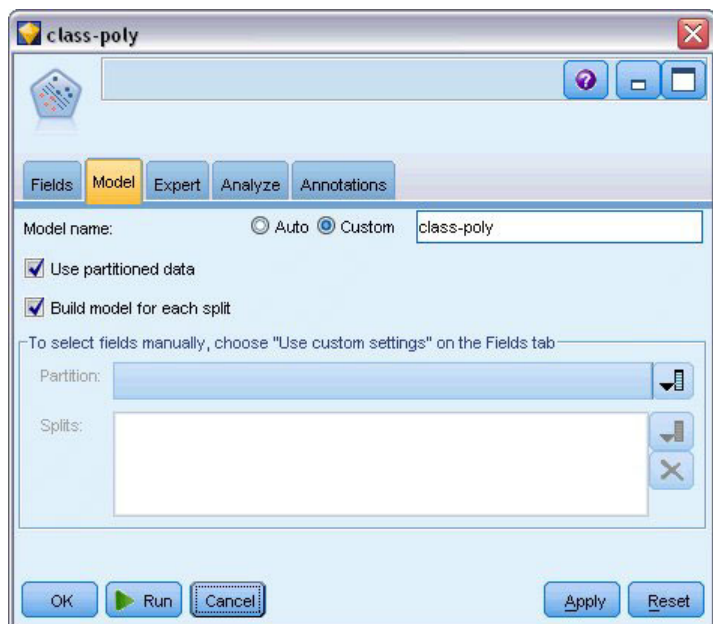 class-poly
Fields Model Expert Analyze Annotations
Model name: Auto Custom class-poly
Use partitioned data
Build model for each split
To select fields manually, choose "Use custom settings" on the Fields tab
Partition:
Splits:
OK Run Cancel Apply Reset